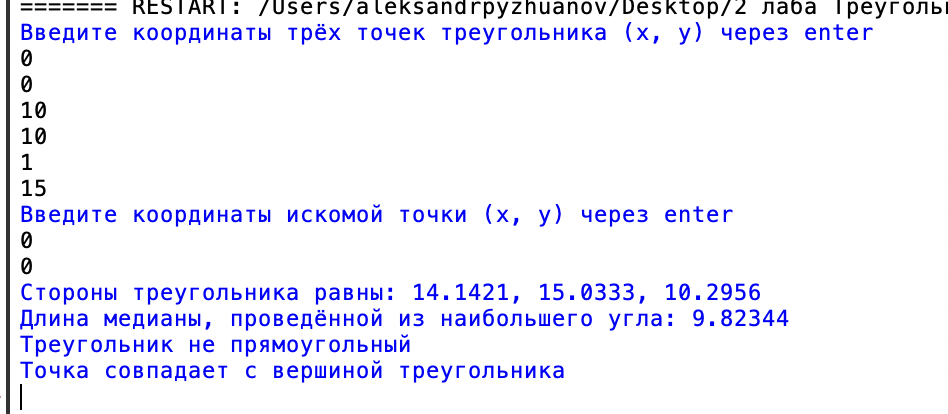 ======= RESTART: /Users/aleksandrpyzhuanov/Desktop/2 лаба
Введите координаты трёх точек треугольника (x, y) через enter
0
0
10
10
1
15
Введите координаты искомой точки (x, y) через enter
0
0
Стороны треугольника равны: 14.1421, 15.0333, 10.2956
Длина медианы, проведённой из наибольшего угла: 9.82344
Треугольник не прямоугольный
Точка совпадает с вершиной треугольника